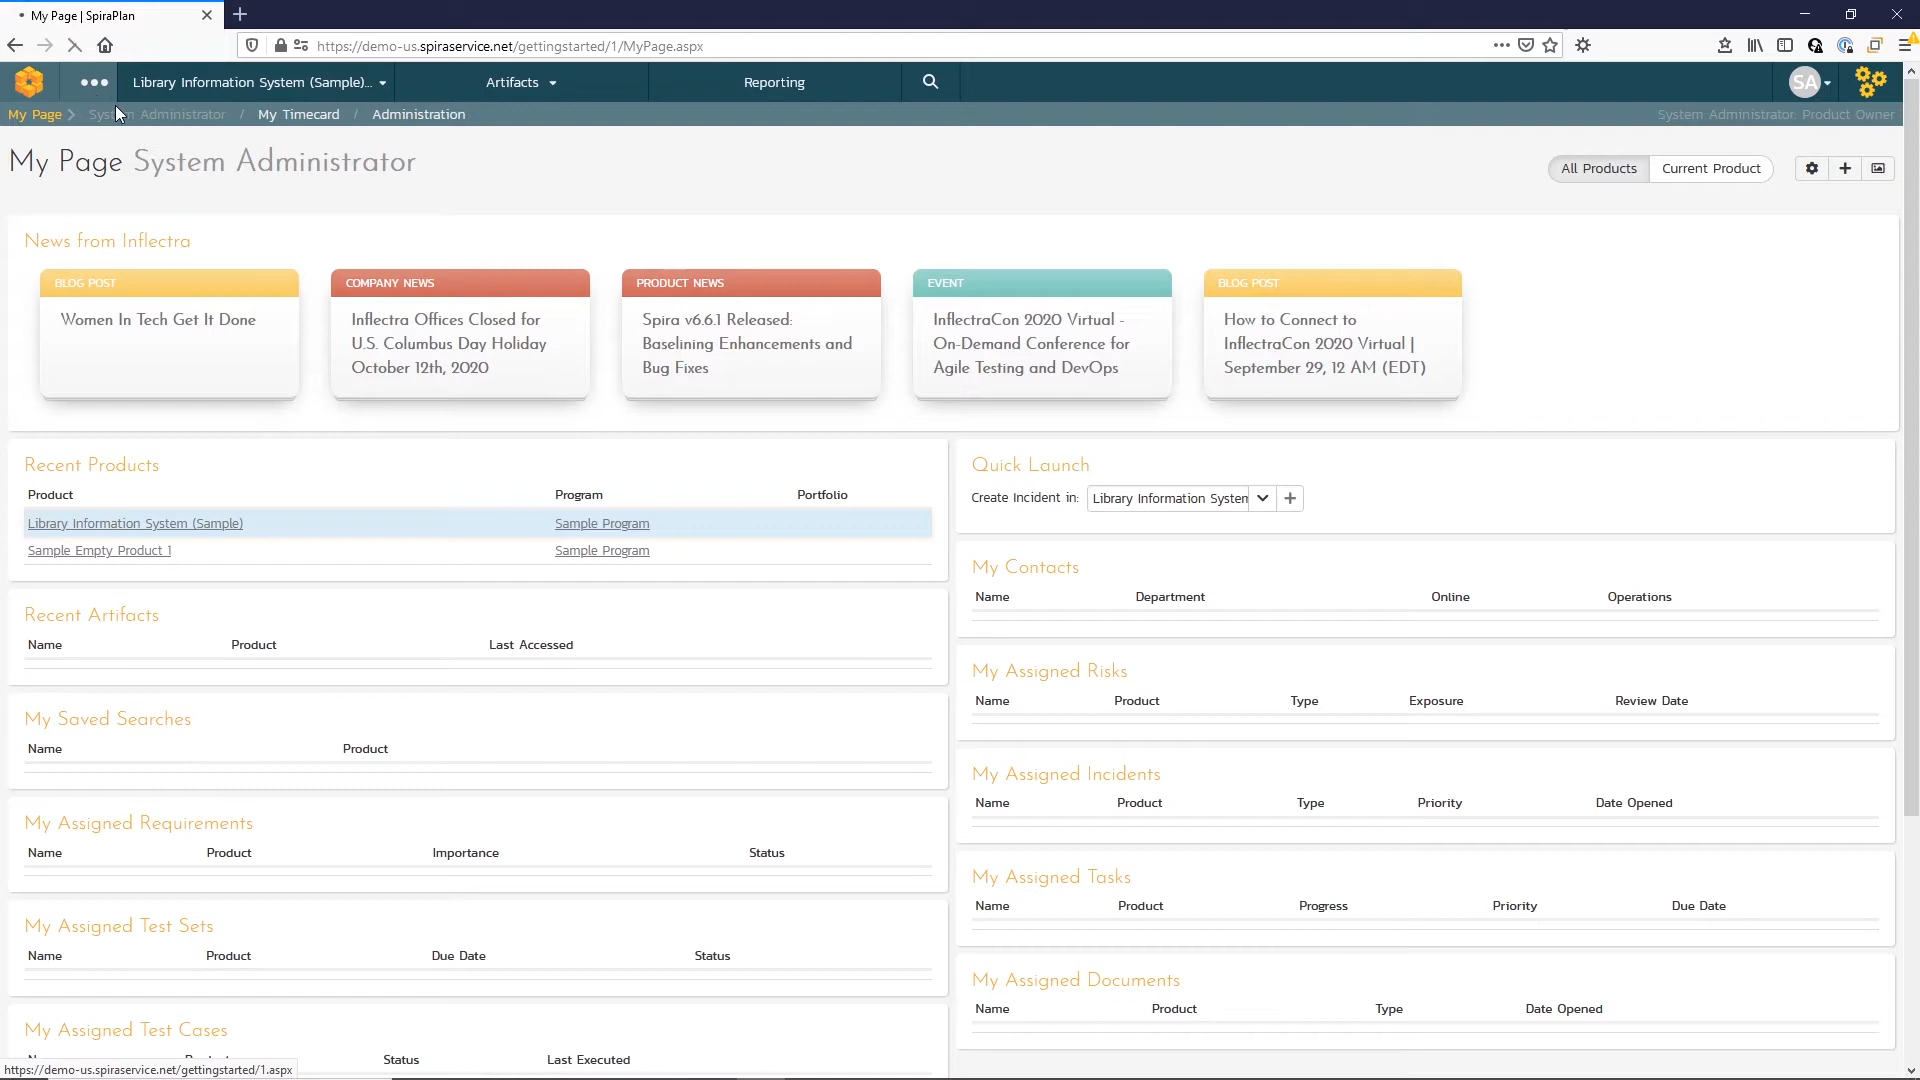 My Page | SpiraPlan
https://demo-us.spiraservice.net/gettingstarted/1/MyPage.aspx
Library Information System (Sample)...
Artifacts
Reporting
SA
My Page
System Administrator / My Timecard / Administration
System Administrator: Product Owner
My Page System Administrator
All Products
Current Product
News from Inflectra
BLOG POST
Women In Tech Get It Done
COMPANY NEWS
Inflectra Offices Closed for
U.S. Columbus Day Holiday
October 12th, 2020
PRODUCT NEWS
Spira v6.6.1 Released:
Baselining Enhancements and
Bug Fixes
EVENT
InflectraCon 2020 Virtual -
On-Demand Conference for
Agile Testing and DevOps
BLOG POST
How to Connect to
InflectraCon 2020 Virtual |
September 29, 12 AM (EDT)
Recent Products
Product Program Portfolio
Library Information System (Sample) Sample Program
Sample Empty Product 1 Sample Program
Recent Artifacts
Name Product Last Accessed
My Saved Searches
Name Product
My Assigned Requirements
Name Product Importance Status
My Assigned Test Sets
Name Product Due Date Status
My Assigned Test Cases
Status Last Executed
https://demo-us.spiraservice.net/gettingstarted/1.aspx
Quick Launch
Create Incident in: Library Information System
My Contacts
Name Department Online Operations
My Assigned Risks
Name Product Type Exposure Review Date
My Assigned Incidents
Name Product Type Priority Date Opened
My Assigned Tasks
Name Product Progress Priority Due Date
My Assigned Documents
Name Product Type Date Opened